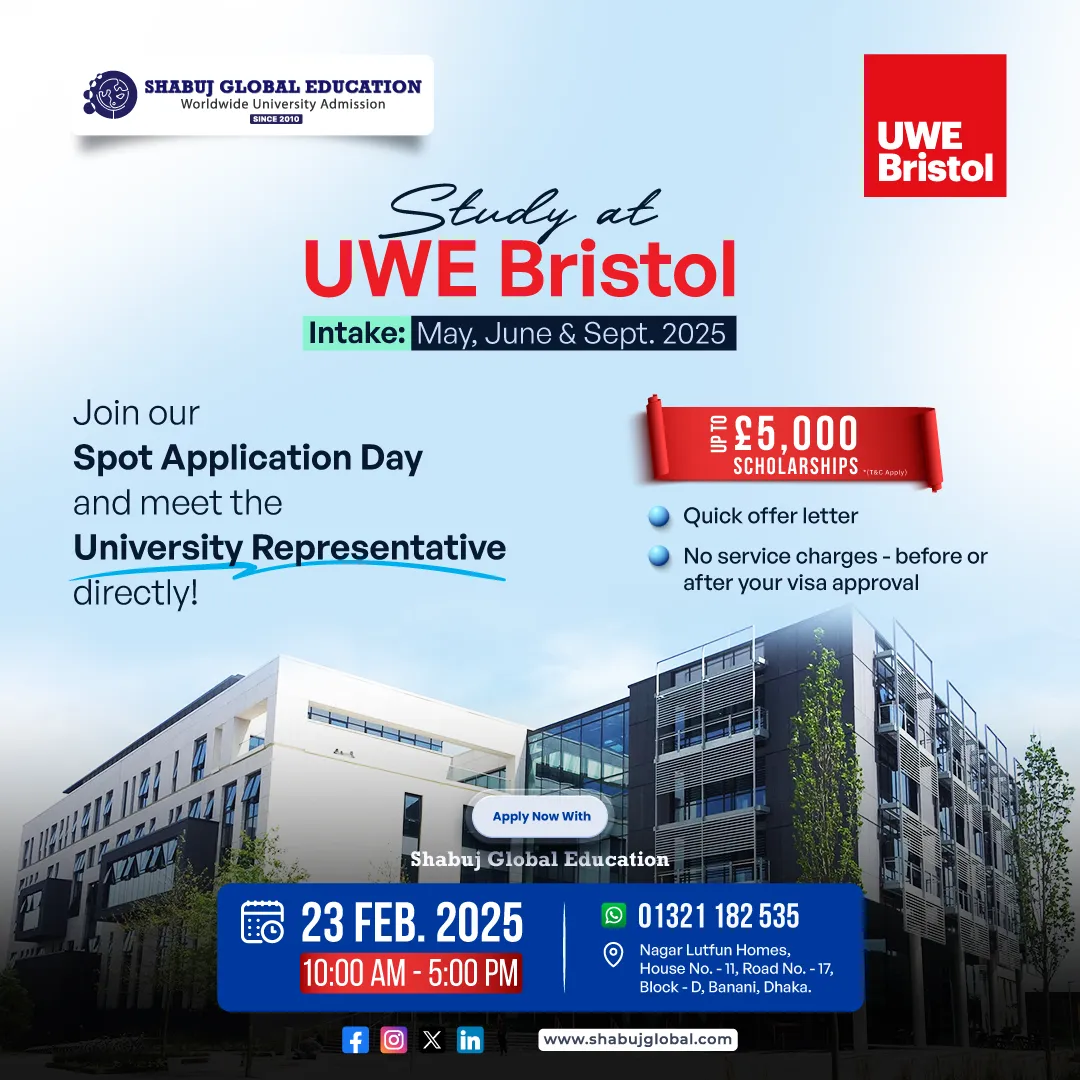 SHABUJ GLOBAL EDUCATION
Worldwide University Admission
SINCE 2010
UWE
Bristol
Study at
UWE Bristol
Intake: May, June & Sept. 2025
Join our
Spot Application Day
and meet the
University Representative
directly!
UP TO £5,000
SCHOLARSHIPS *(T&C Apply)
Quick offer letter
No service charges - before or
after your visa approval
Apply Now With
Shabuj Global Education
23 FEB. 2025
10:00 AM - 5:00 PM
01321 182 535
Nagar Lutfun Homes,
House No. - 11, Road No. - 17,
Block - D, Banani, Dhaka.
www.shabujglobal.com